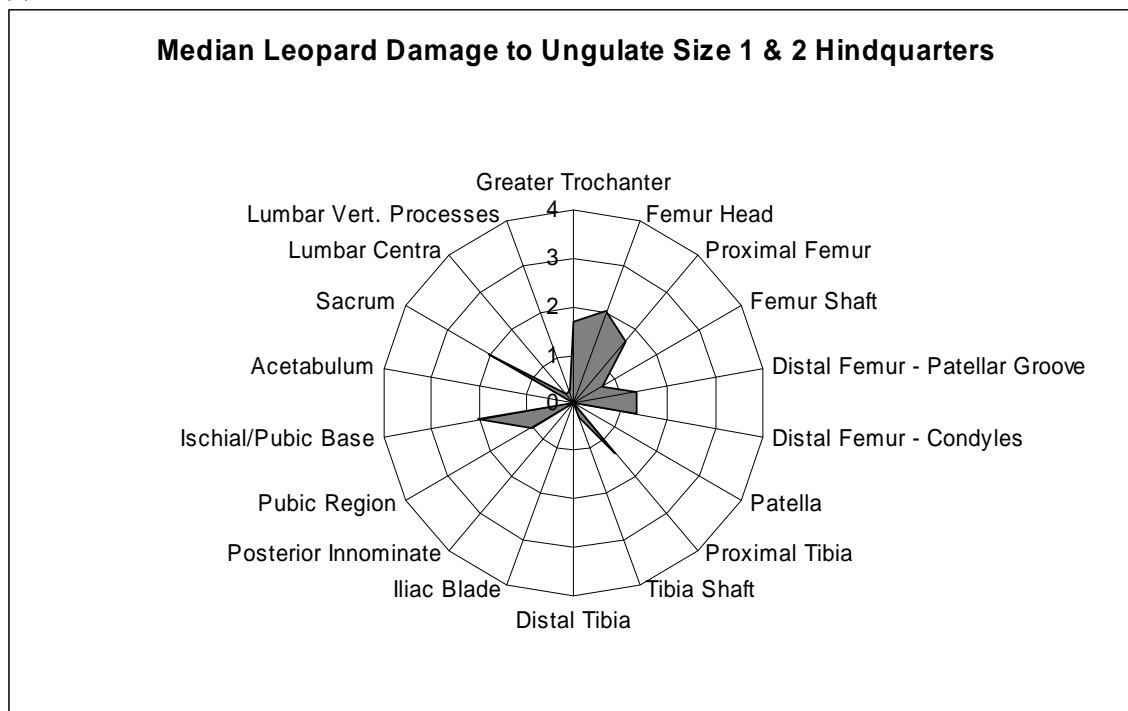 Median Leopard Damage to Ungulate Size 1 & 2 Hindquarters
Greater Trochanter
Lumbar Vert. Processes
4
Femur Head
Lumbar Centra
3
Proximal Femur
Sacrum
2
Femur Shaft
Acetabulum
1
Distal Femur - Patellar Groove
0
Ischial/Pubic Base
Distal Femur - Condyles
Pubic Region
Patella
Posterior Innominate
Proximal Tibia
Iliac Blade
Tibia Shaft
Distal Tibia